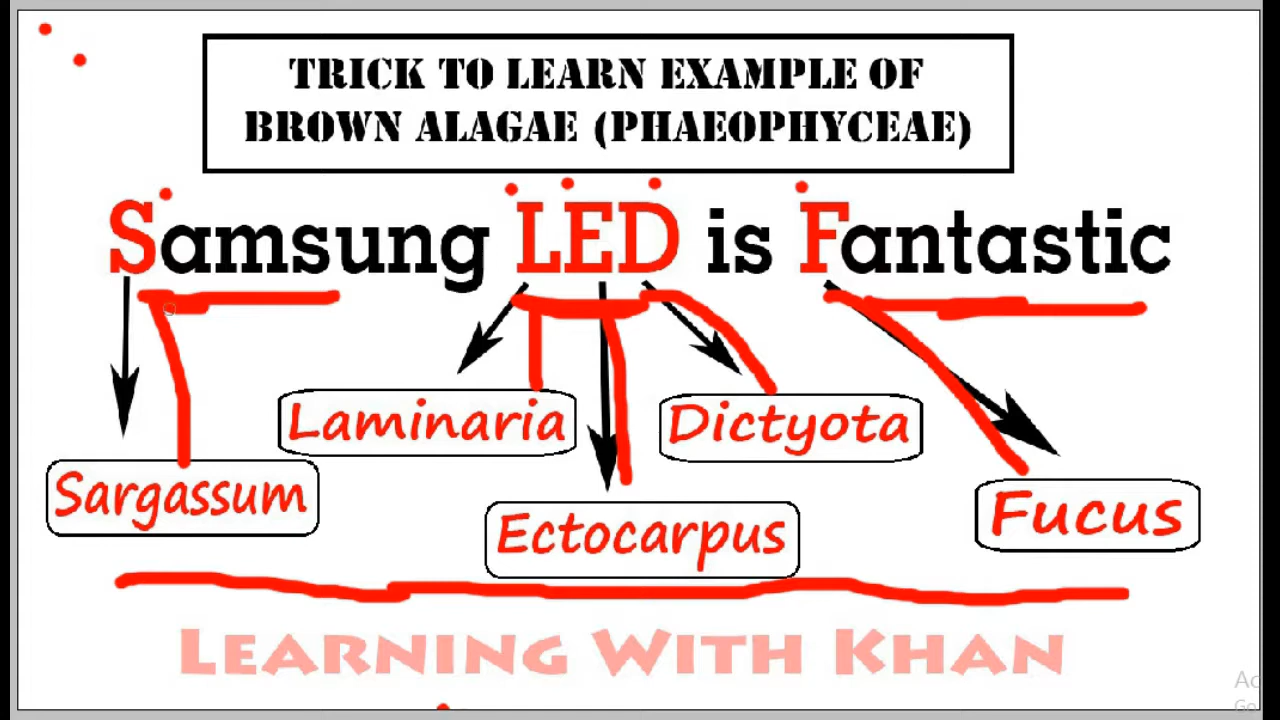 TRICK TO LEARN EXAMPLE OF
BROWN ALAGAE (PHAEOPHYCEAE)
Samsung LED is Fantastic
Laminaria
Dictyota
Sargassum
Ectocarpus
Fucus
LEARNING WITH KHAN